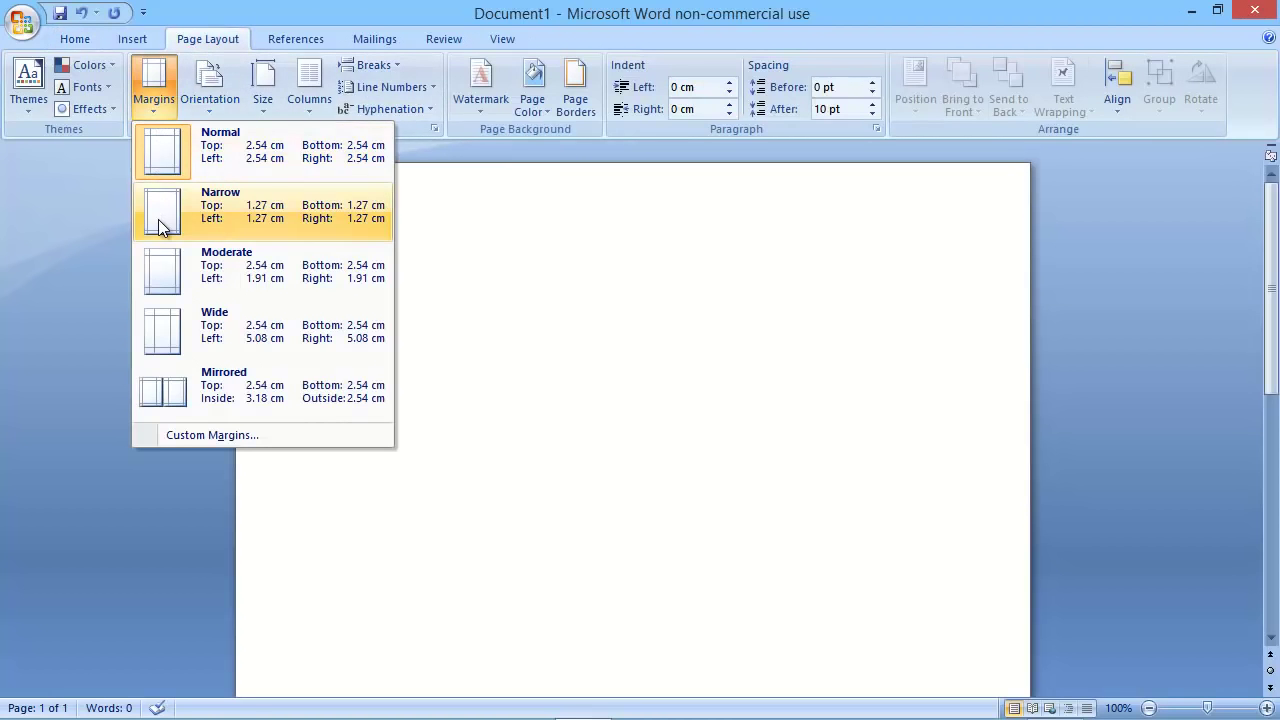 Document1 - Microsoft Word non-commercial use
Home Insert Page Layout References Mailings Review View
Themes
Colors
Fonts
Effects
Themes
Margins
Orientation
Size
Columns
Breaks
Line Numbers
Hyphenation
Watermark
Page Color
Page Borders
Page Background
Indent
Left: 0 cm
Right: 0 cm
Spacing
Before: 0 pt
After: 10 pt
Paragraph
Position
Bring to Front
Send to Back
Text Wrapping
Align
Group
Rotate
Arrange
Normal
Top: 2.54 cm Bottom: 2.54 cm
Left: 2.54 cm Right: 2.54 cm
Narrow
Top: 1.27 cm Bottom: 1.27 cm
Left: 1.27 cm Right: 1.27 cm
Moderate
Top: 2.54 cm Bottom: 2.54 cm
Left: 1.91 cm Right: 1.91 cm
Wide
Top: 2.54 cm Bottom: 2.54 cm
Left: 5.08 cm Right: 5.08 cm
Mirrored
Top: 2.54 cm Bottom: 2.54 cm
Inside: 3.18 cm Outside: 2.54 cm
Custom Margins...
Page: 1 of 1 Words: 0 100%